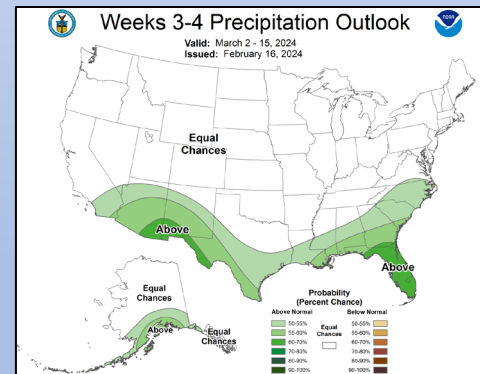 Weeks 3-4 Precipitation Outlook
Valid: March 2 - 15, 2024
Issued: February 16, 2024
Equal
Chances
Above
Above
Equal
Chances
Above
Equal
Chances
Probability
(Percent Chance)
Above Normal
Below Normal
Equal
Chances
50-55%
55-60%
60-70%
70-80%
80-90%
90-100%
50-55%
55-60%
60-70%
70-80%
80-90%
90-100%